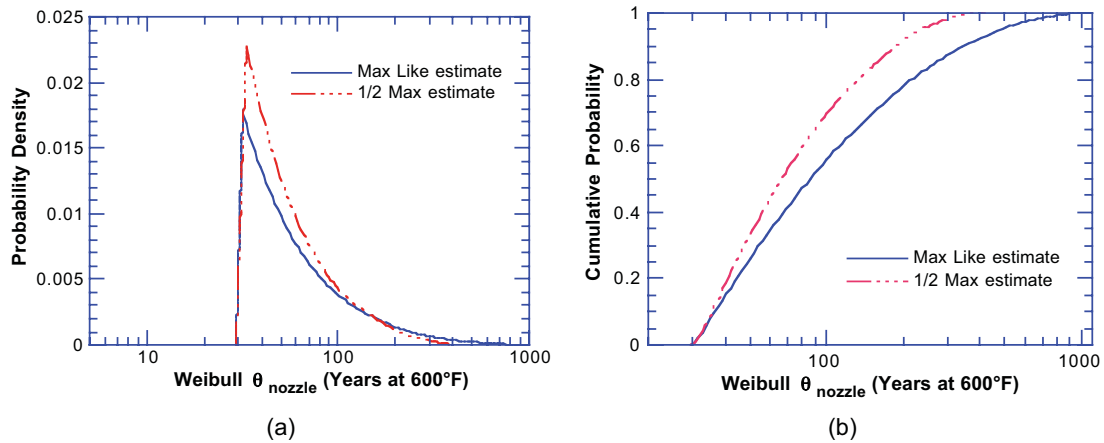 0.025
0.02
0.015
0.01
0.005
0
Probability Density
Max Like estimate
1/2 Max estimate
10
100
1000
Weibull θ nozzle (Years at 600°F)
(a)
1
0.8
0.6
0.4
0.2
0
Cumulative Probability
Max Like estimate
1/2 Max estimate
100
1000
Weibull θ nozzle (Years at 600°F)
(b)